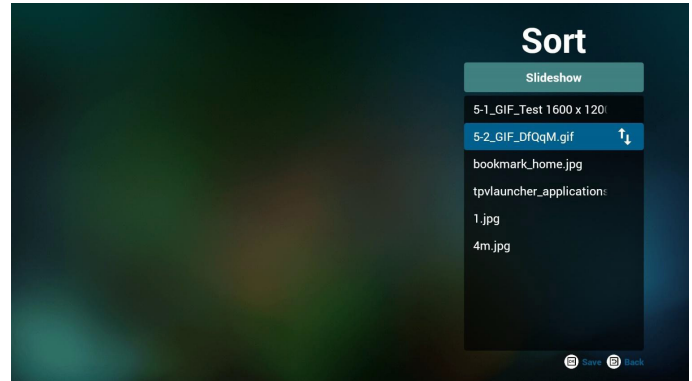 Sort
Slideshow
5-1_GIF_Test 1600 x 120
5-2_GIF_DfQqM.gif
bookmark_home.jpg
tpvlauncher_applications
1.jpg
4m.jpg
Save Back